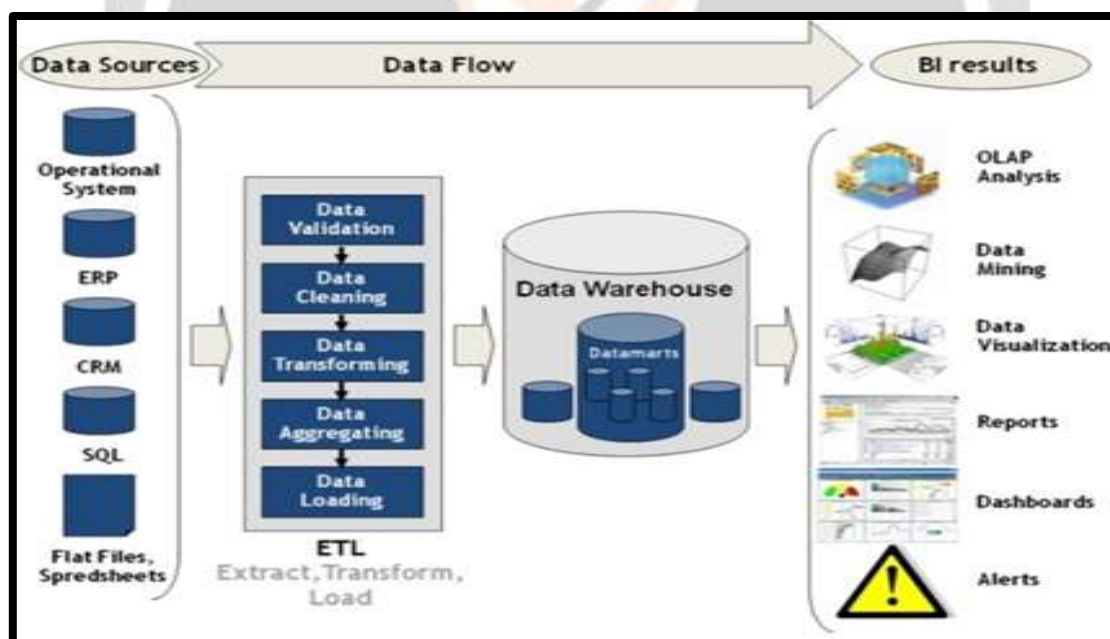 Data Sources
Data Flow
BI results
Operational
System
ERP
CRM
SQL
Flat Files,
Spredsheets
Data
Validation
Data
Cleaning
Data
Transforming
Data
Aggregating
Data
Loading
ETL
Extract,Transform,
Load
Data Warehouse
Datamarts
OLAP
Analysis
Data
Mining
Data
Visualization
Reports
Dashboards
Alerts